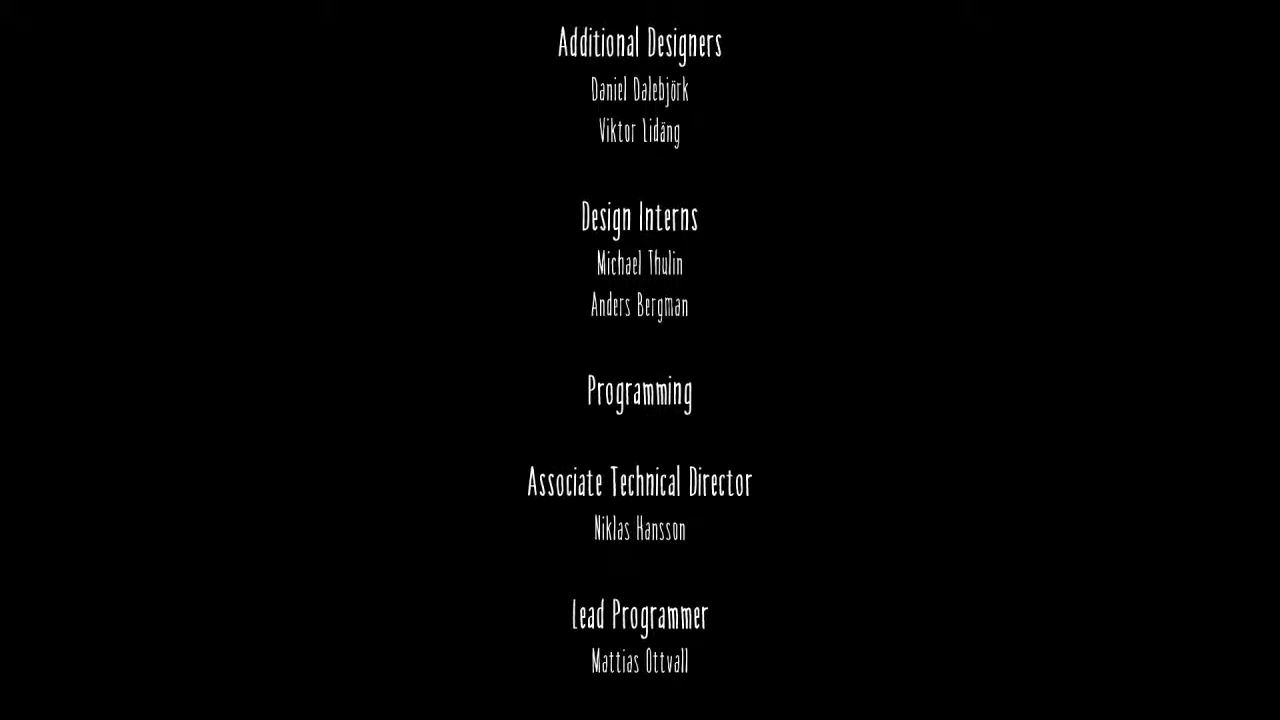 Additional Designers
Daniel Dalebjörk
Viktor Lidäng
Design Interns
Michael Thulin
Anders Bergman
Programming
Associate Technical Director
Niklas Hansson
Lead Programmer
Mattias Ottvall